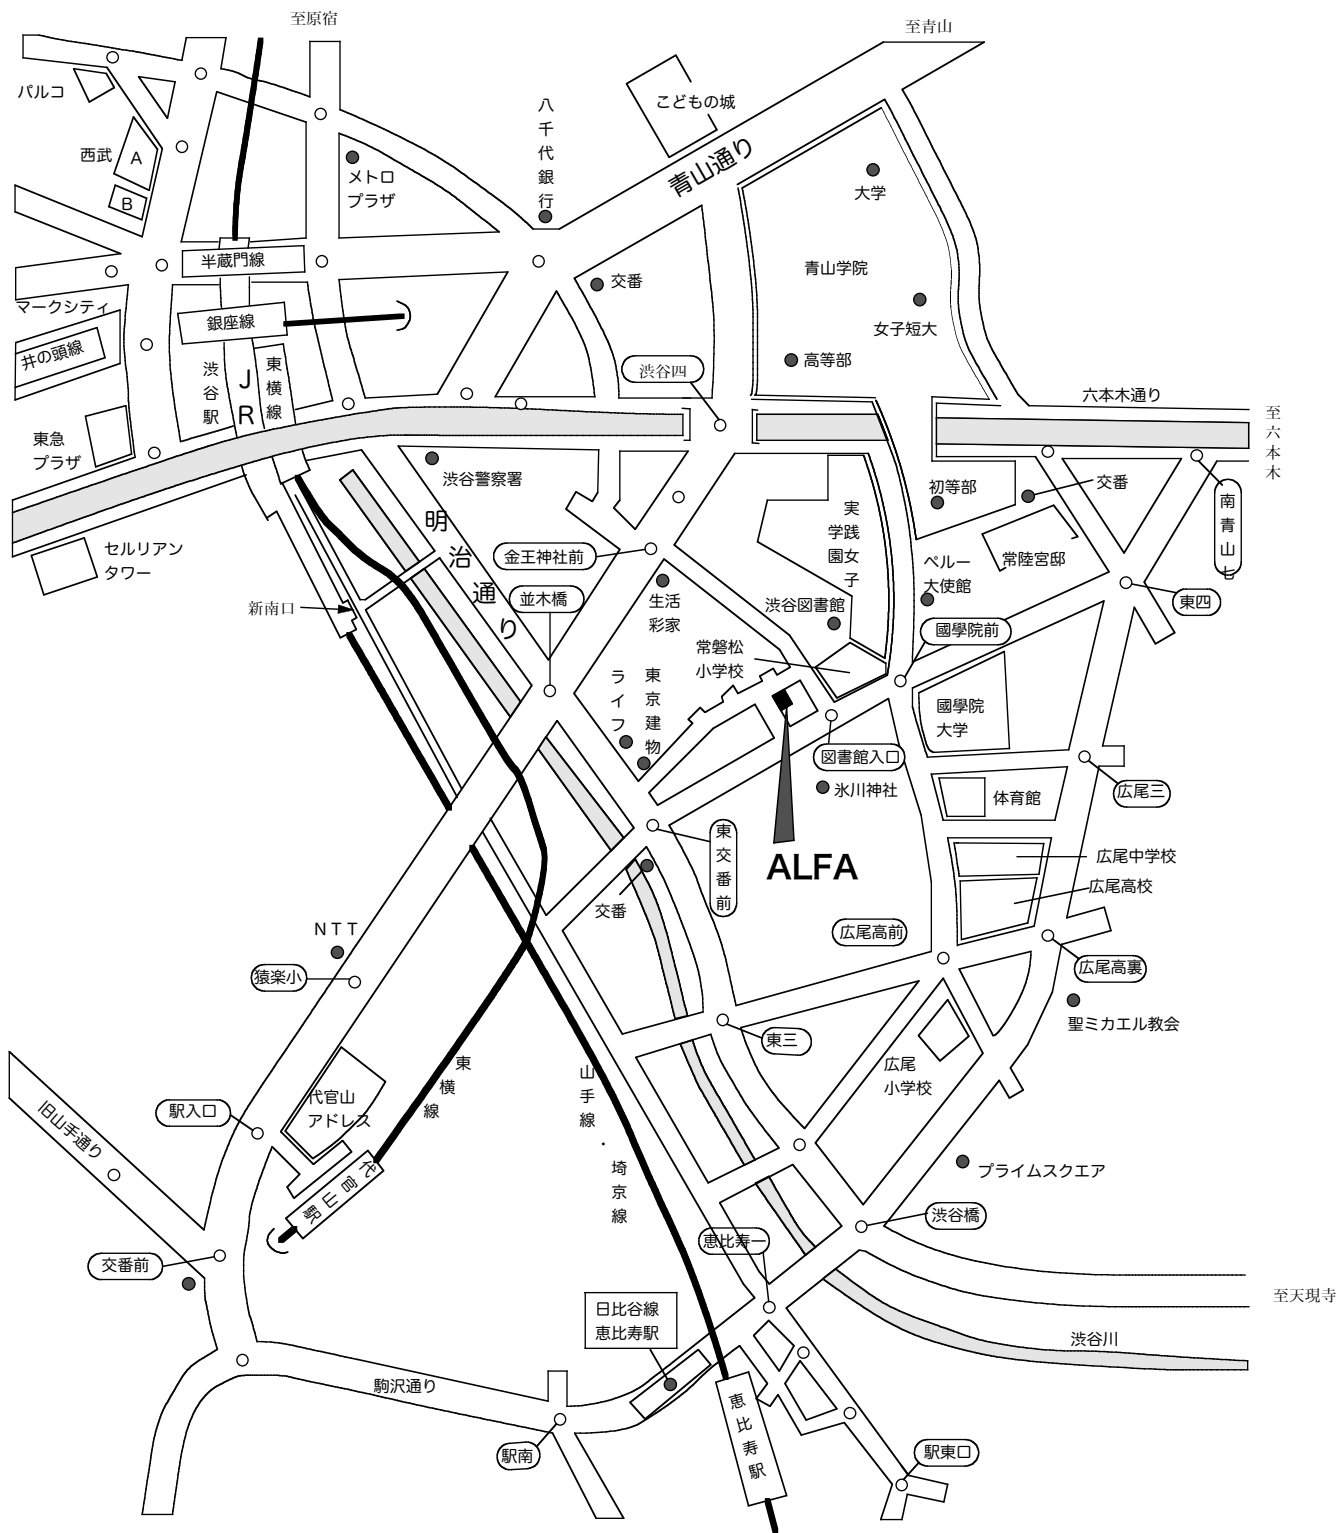 至原宿
至青山
パルコ
こどもの城
八千代銀行
西武
A
B
メトロ
プラザ
青山通り
大学
半蔵門線
青山学院
交番
マークシティ
銀座線
女子短大
井の頭線
渋谷駅
JR
東横線
渋谷四
高等部
六本木通り
至六本木
東急
プラザ
渋谷警察署
初等部
交番
南青山七
明治通り
実践
学
園女子
セルリアン
タワー
金王神社前
常陸宮邸
ペルー
大使館
新南口
並木橋
生活
彩家
渋谷図書館
東四
國學院前
常磐松
小学校
ライフ
東京建物
國學院
大学
図書館入口
氷川神社
体育館
広尾三
東交番前
ALFA
広尾中学校
広尾高校
交番
広尾高前
NTT
猿楽小
広尾高裏
聖ミカエル教会
東三
広尾
小学校
東横線
山手線・埼京線
代官山
アドレス
駅入口
旧山手通り
代官山駅
プライムスクエア
渋谷橋
恵比寿一
交番前
至天現寺
日比谷線
恵比寿駅
渋谷川
駒沢通り
恵比寿駅
駅南
駅東口